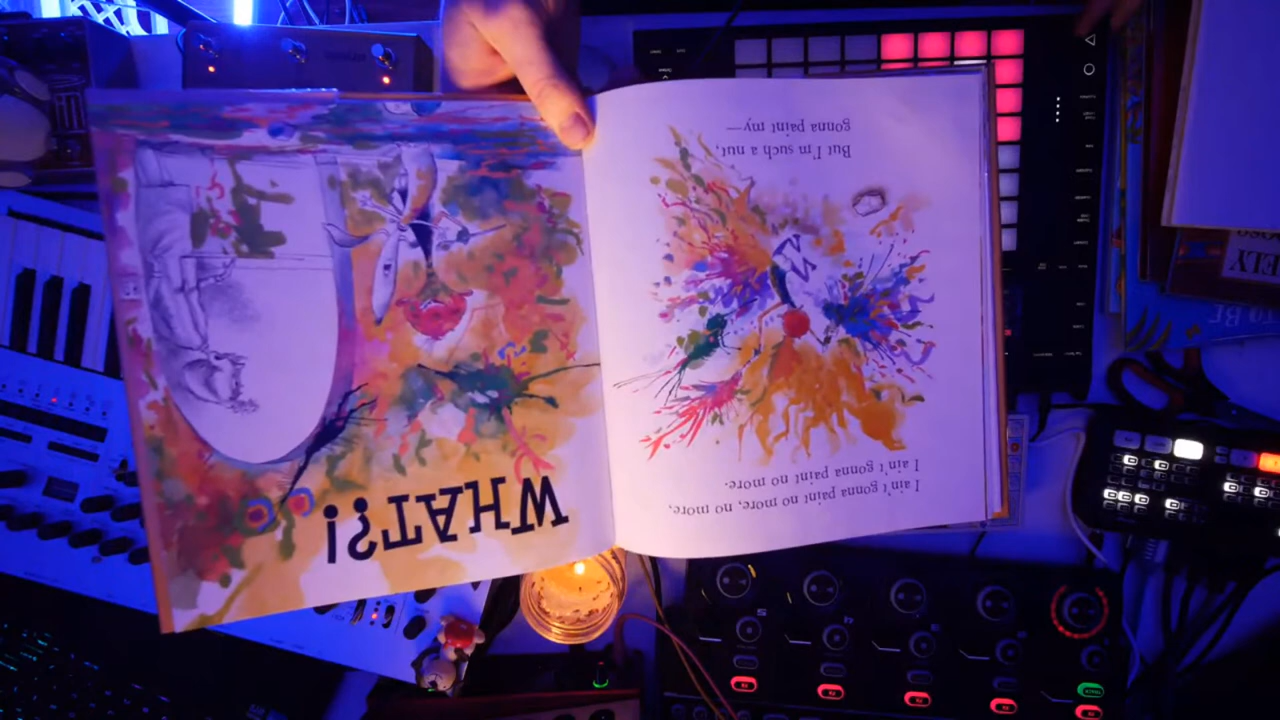 I ain't gonna paint no more, no more,
I ain't gonna paint no more.
But I'm such a nut,
gonna paint my—
WHAT?!